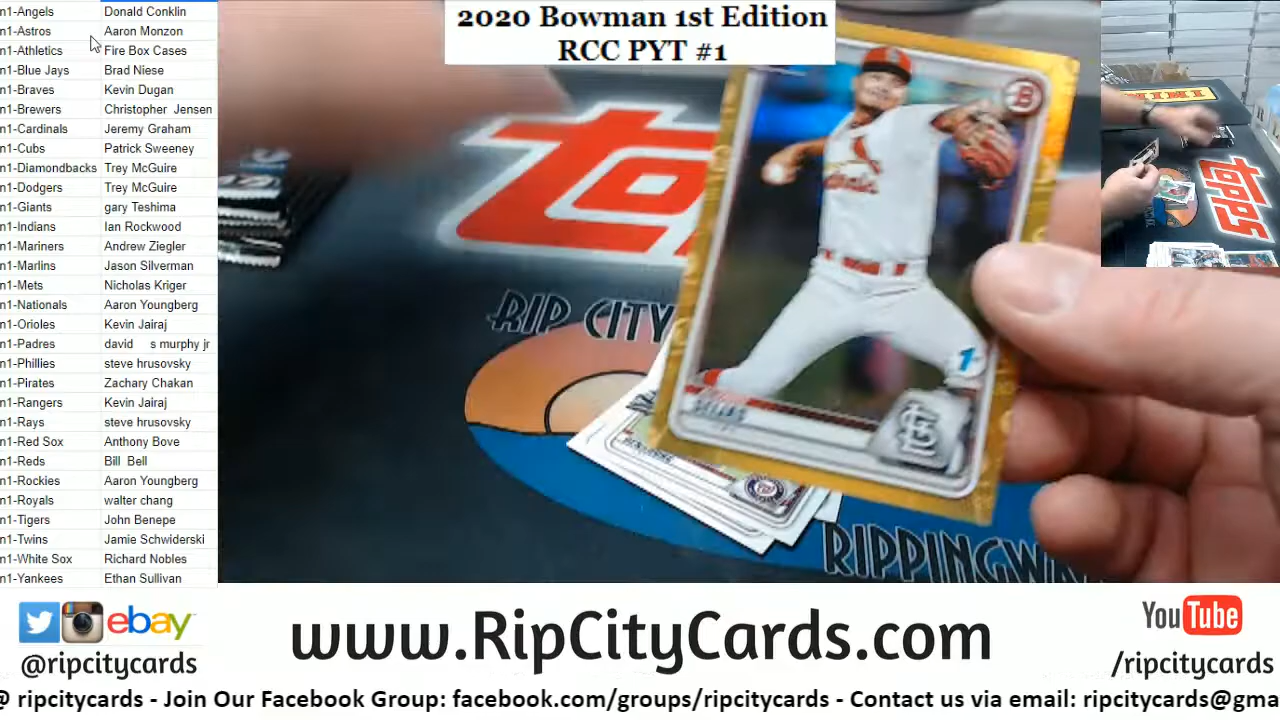 2020 Bowman 1st Edition
RCC PYT #1
n1-Angels Donald Conklin
n1-Astros Aaron Monzon
n1-Athletics Fire Box Cases
n1-Blue Jays Brad Niese
n1-Braves Kevin Dugan
n1-Brewers Christopher Jensen
n1-Cardinals Jeremy Graham
n1-Cubs Patrick Sweeney
n1-Diamondbacks Trey McGuire
n1-Dodgers Trey McGuire
n1-Giants gary Teshima
n1-Indians Ian Rockwood
n1-Mariners Andrew Ziegler
n1-Marlins Jason Silverman
n1-Mets Nicholas Kriger
n1-Nationals Aaron Youngberg
n1-Orioles Kevin Jairaj
n1-Padres david s murphy jr
n1-Phillies steve hrusovsky
n1-Pirates Zachary Chakan
n1-Rangers Kevin Jairaj
n1-Rays steve hrusovsky
n1-Red Sox Anthony Bove
n1-Reds Bill Bell
n1-Rockies Aaron Youngberg
n1-Royals walter chang
n1-Tigers John Benepe
n1-Twins Jamie Schwiderski
n1-White Sox Richard Nobles
n1-Yankees Ethan Sullivan
RIP CITY
B
1
TOPPS
ebay
@ripcitycards
www.RipCityCards.com
YouTube
/ripcitycards
@ ripcitycards - Join Our Facebook Group: facebook.com/groups/ripcitycards - Contact us via email: ripcitycards@gma